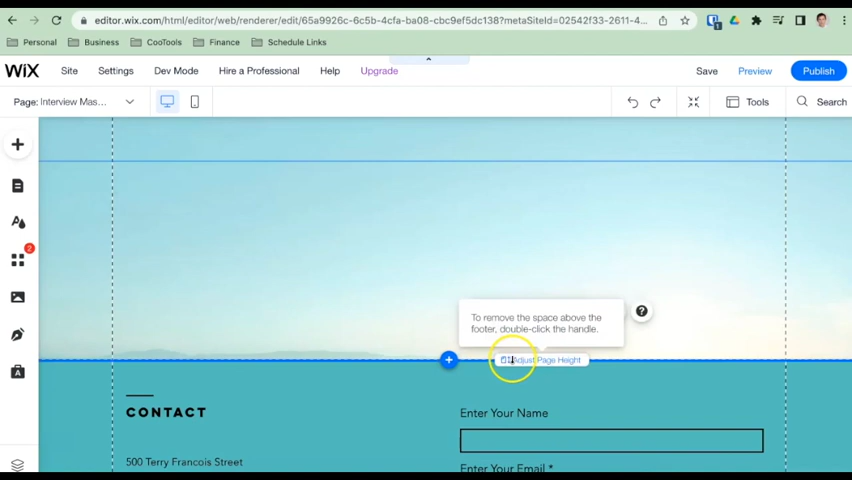 editor.wix.com/html/editor/web/renderer/edit/65a9926c-6c5b-4cfa-ba08-cbc9ef5dc138?metaSiteId=02542f33-2611-4...
1
Personal Business CooTools Finance Schedule Links
WiX Site Settings Dev Mode Hire a Professional Help Upgrade Save Preview Publish
Page: Interview Mas... Tools Search
2
To remove the space above the
footer, double-click the handle.
?
Adjust Page Height
CONTACT
Enter Your Name
500 Terry Francois Street
Enter Your Email *